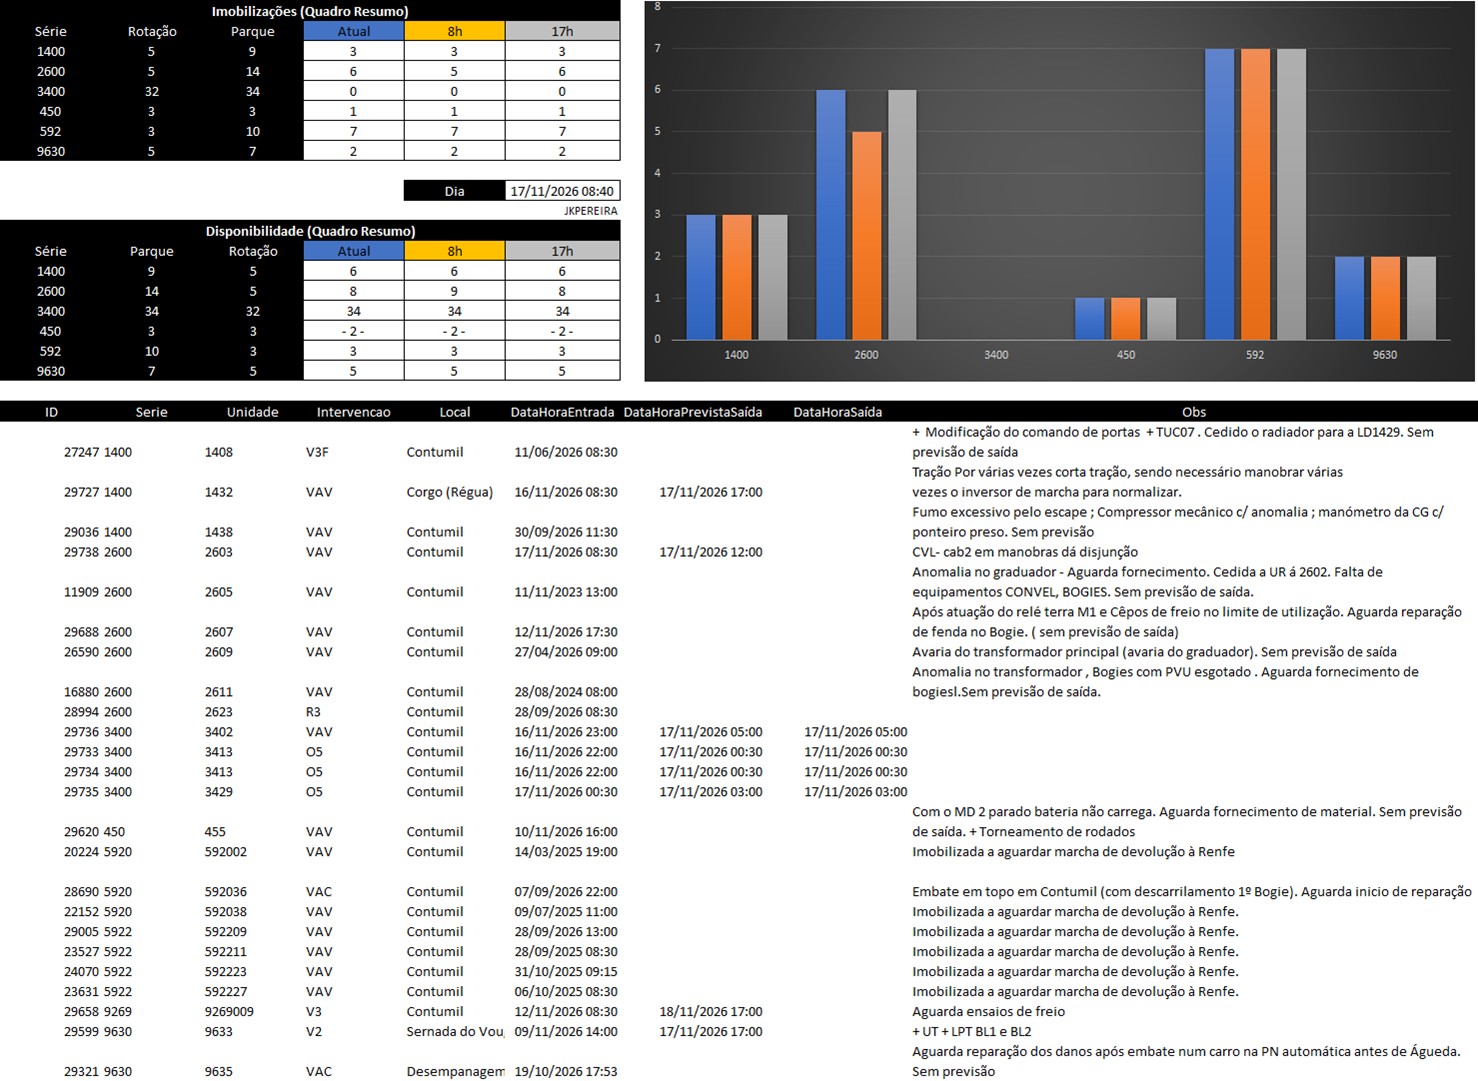 Imobilizações (Quadro Resumo)
Série Rotação Parque Atual 8h 17h
1400 5 9 3 3 3
2600 5 14 6 5 6
3400 32 34 0 0 0
450 3 3 1 1 1
592 3 10 7 7 7
9630 5 7 2 2 2
Dia 17/11/2026 08:40
JKPEREIRA
Disponibilidade (Quadro Resumo)
Série Parque Rotação Atual 8h 17h
1400 9 5 6 6 6
2600 14 5 8 9 8
3400 34 32 34 34 34
450 3 3 - 2 - - 2 - - 2 -
592 10 3 3 3 3
9630 7 5 5 5 5
8
7
6
5
4
3
2
1
0
1400 2600 3400 450 592 9630
ID Serie Unidade Intervencao Local DataHoraEntrada DataHoraPrevistaSaída DataHoraSaída Obs
+ Modificação do comando de portas + TUC07 . Cedido o radiador para a LD1429. Sem
27247 1400 1408 V3F Contumil 11/06/2026 08:30 previsão de saída
Tração Por várias vezes corta tração, sendo necessário manobrar várias
29727 1400 1432 VAV Corgo (Régua) 16/11/2026 08:30 17/11/2026 17:00 vezes o inversor de marcha para normalizar.
Fumo excessivo pelo escape ; Compressor mecânico c/ anomalia ; manómetro da CG c/
29036 1400 1438 VAV Contumil 30/09/2026 11:30 ponteiro preso. Sem previsão
29738 2600 2603 VAV Contumil 17/11/2026 08:30 17/11/2026 12:00 CVL- cab2 em manobras dá disjunção
Anomalia no graduador - Aguarda fornecimento. Cedida a UR á 2602. Falta de
11909 2600 2605 VAV Contumil 11/11/2023 13:00 equipamentos CONVEL, BOGIES. Sem previsão de saída.
Após atuação do relé terra M1 e Cêpos de freio no limite de utilização. Aguarda reparação
29688 2600 2607 VAV Contumil 12/11/2026 17:30 de fenda no Bogie. ( sem previsão de saída)
26590 2600 2609 VAV Contumil 27/04/2026 09:00 Avaria do transformador principal (avaria do graduador). Sem previsão de saída
Anomalia no transformador , Bogies com PVU esgotado . Aguarda fornecimento de
16880 2600 2611 VAV Contumil 28/08/2024 08:00 bogiesl.Sem previsão de saída.
28994 2600 2623 R3 Contumil 28/09/2026 08:30
29736 3400 3402 VAV Contumil 16/11/2026 23:00 17/11/2026 05:00 17/11/2026 05:00
29733 3400 3413 O5 Contumil 16/11/2026 22:00 17/11/2026 00:30 17/11/2026 00:30
29734 3400 3413 O5 Contumil 16/11/2026 22:00 17/11/2026 00:30 17/11/2026 00:30
29735 3400 3429 O5 Contumil 17/11/2026 00:30 17/11/2026 03:00 17/11/2026 03:00
Com o MD 2 parado bateria não carrega. Aguarda fornecimento de material. Sem previsão
29620 450 455 VAV Contumil 10/11/2026 16:00 de saída. + Torneamento de rodados
20224 5920 592002 VAV Contumil 14/03/2025 19:00 Imobilizada a aguardar marcha de devolução à Renfe
28690 5920 592036 VAC Contumil 07/09/2026 22:00 Embate em topo em Contumil (com descarrilamento 1º Bogie). Aguarda inicio de reparação
22152 5920 592038 VAV Contumil 09/07/2025 11:00 Imobilizada a aguardar marcha de devolução à Renfe.
29005 5922 592209 VAV Contumil 28/09/2026 13:00 Imobilizada a aguardar marcha de devolução à Renfe.
23527 5922 592211 VAV Contumil 28/09/2025 08:30 Imobilizada a aguardar marcha de devolução à Renfe.
24070 5922 592223 VAV Contumil 31/10/2025 09:15 Imobilizada a aguardar marcha de devolução à Renfe.
23631 5922 592227 VAV Contumil 06/10/2025 08:30 Imobilizada a aguardar marcha de devolução à Renfe.
29658 9269 9269009 V3 Contumil 12/11/2026 08:30 18/11/2026 17:00 Aguarda ensaios de freio
29599 9630 9633 V2 Sernada do Vou 09/11/2026 14:00 17/11/2026 17:00 + UT + LPT BL1 e BL2
Aguarda reparação dos danos após embate num carro na PN automática antes de Águeda.
29321 9630 9635 VAC Desempanagem 19/10/2026 17:53 Sem previsão